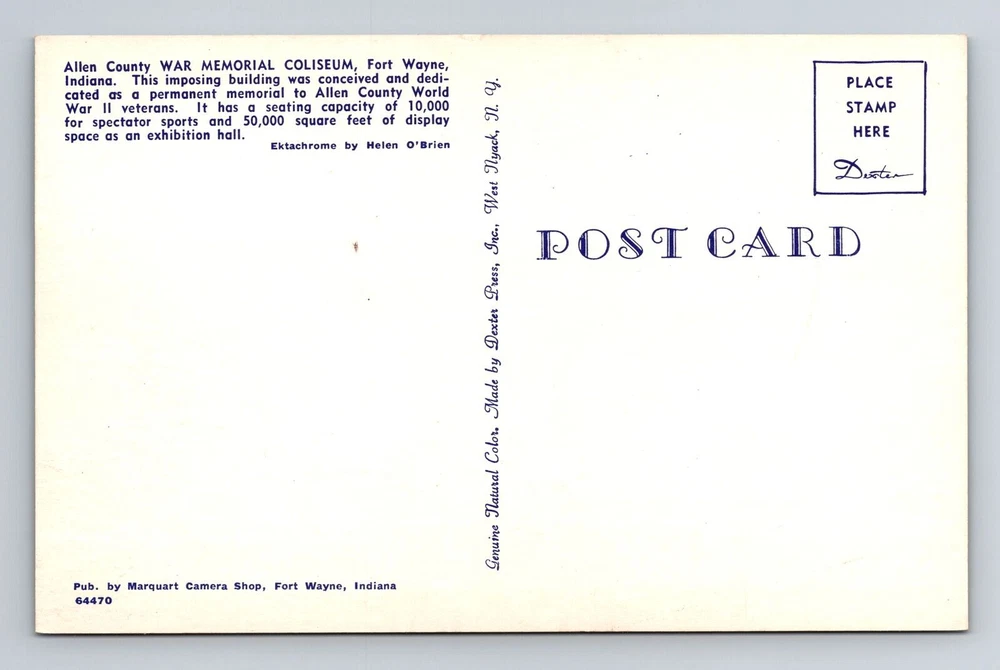 Allen County WAR MEMORIAL COLISEUM, Fort Wayne,
Indiana. This imposing building was conceived and dedi-
cated as a permanent memorial to Allen County World
War II veterans. It has a seating capacity of 10,000
for spectator sports and 50,000 square feet of display
space as an exhibition hall.
Ektachrome by Helen O'Brien
Pub. by Marquart Camera Shop, Fort Wayne, Indiana
64470
Genuine Natural Color. Made by Dexter Press, Inc., West Nyack, N. Y.
PLACE
STAMP
HERE
Dexter
POST CARD